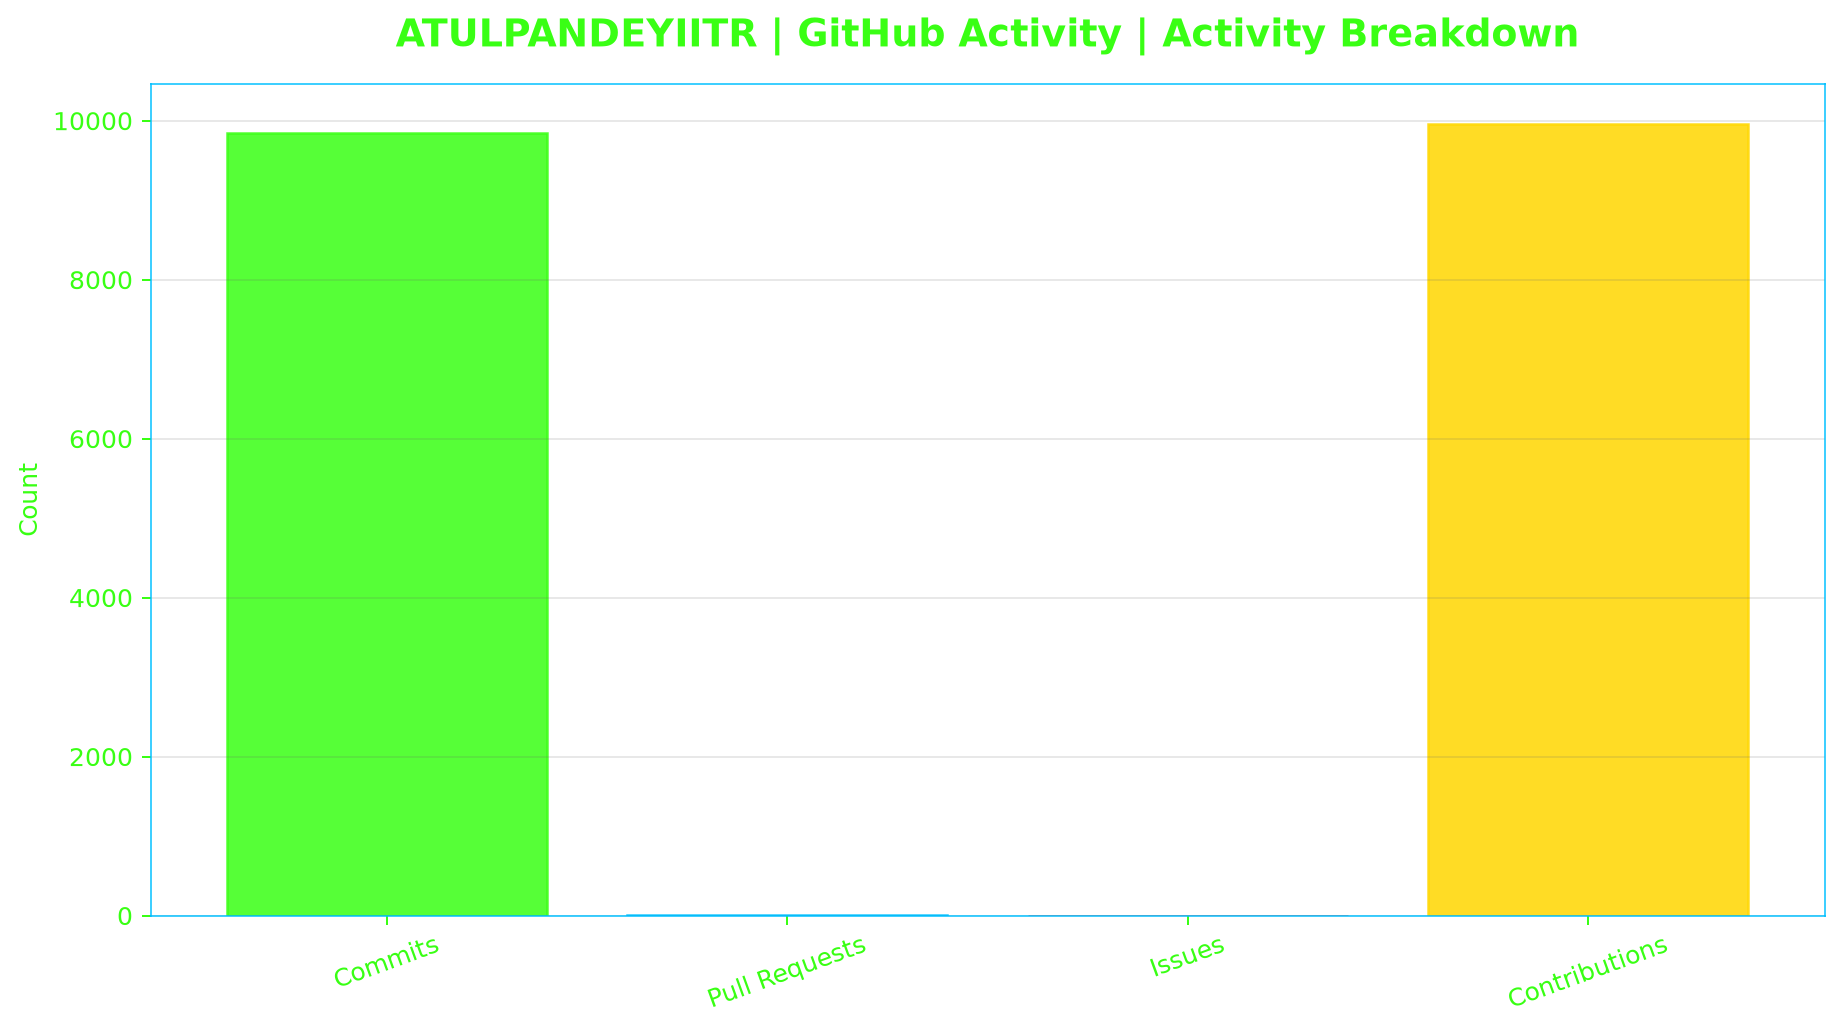 ATULPANDEYIITR | GitHub Activity | Activity Breakdown
10000
8000
6000
4000
2000
0
Count
Commits
Pull Requests
Issues
Contributions